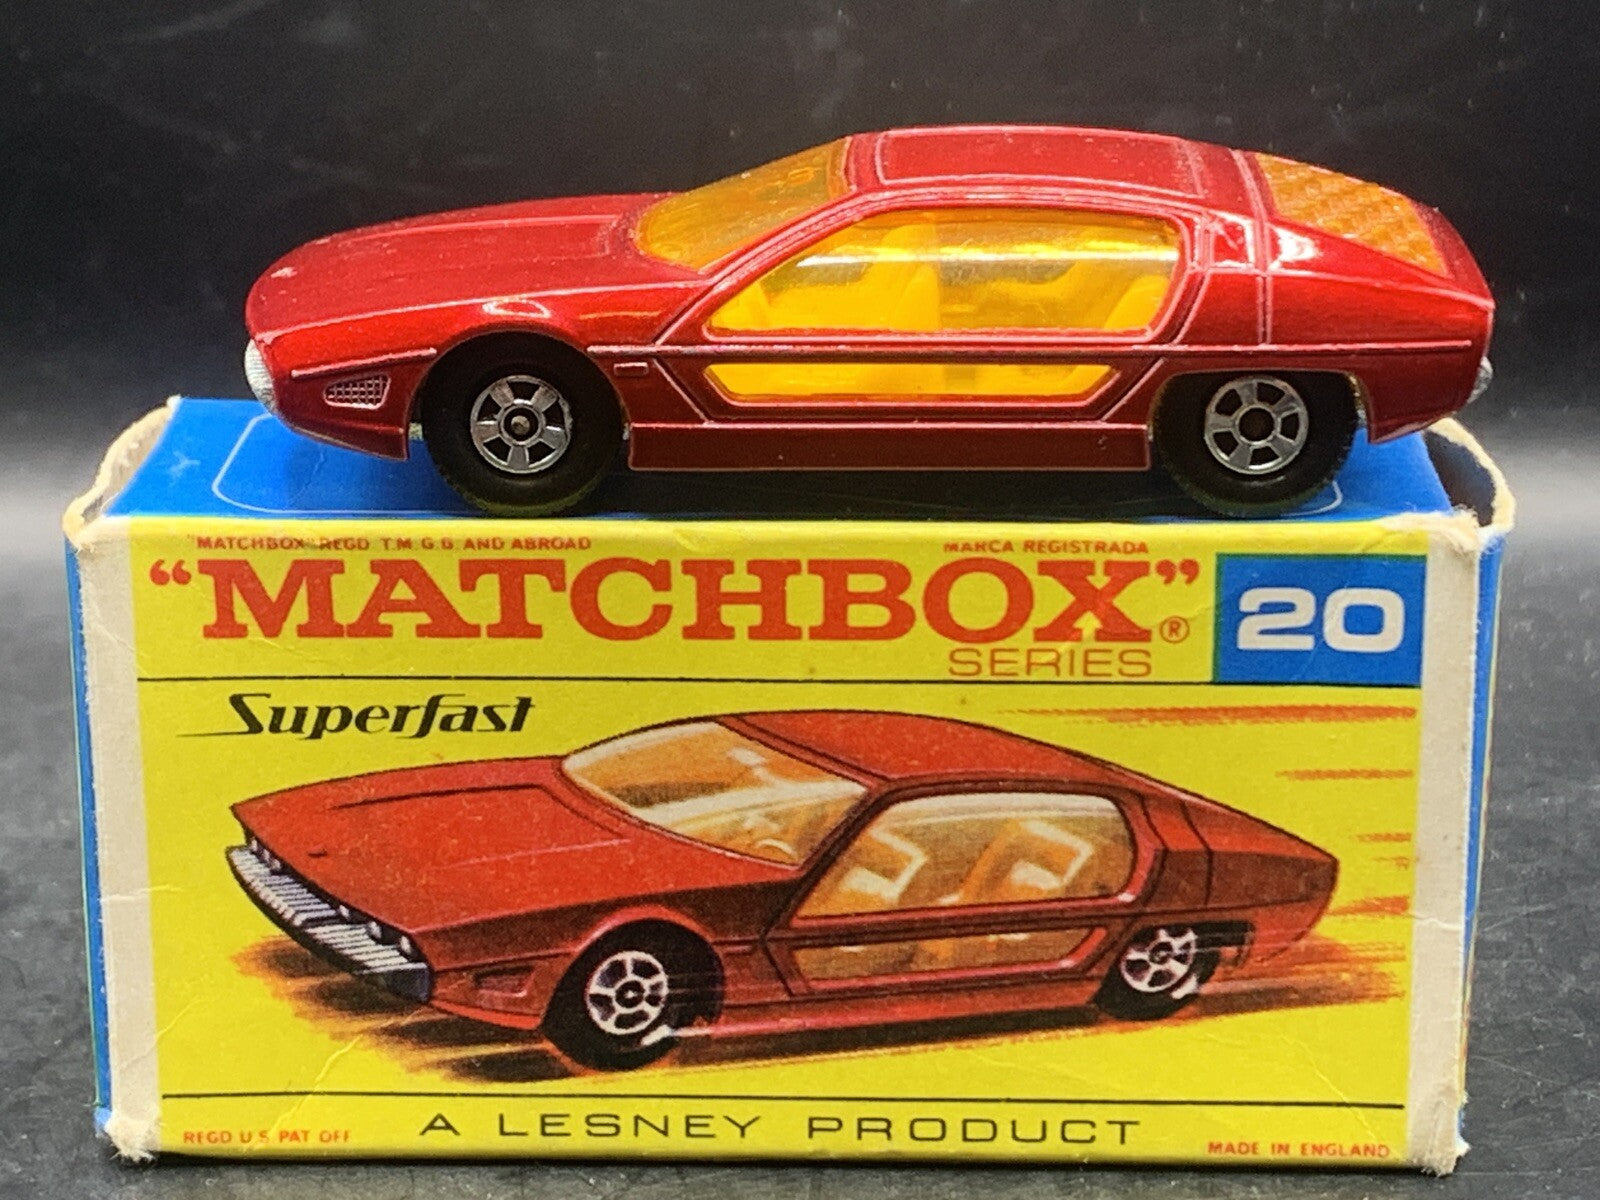 "MATCHBOX" REGD T.M. G.B. AND ABROAD MARCA REGISTRADA
"MATCHBOX"® 20
SERIES
Superfast
A LESNEY PRODUCT
REGD U.S. PAT OFF MADE IN ENGLAND